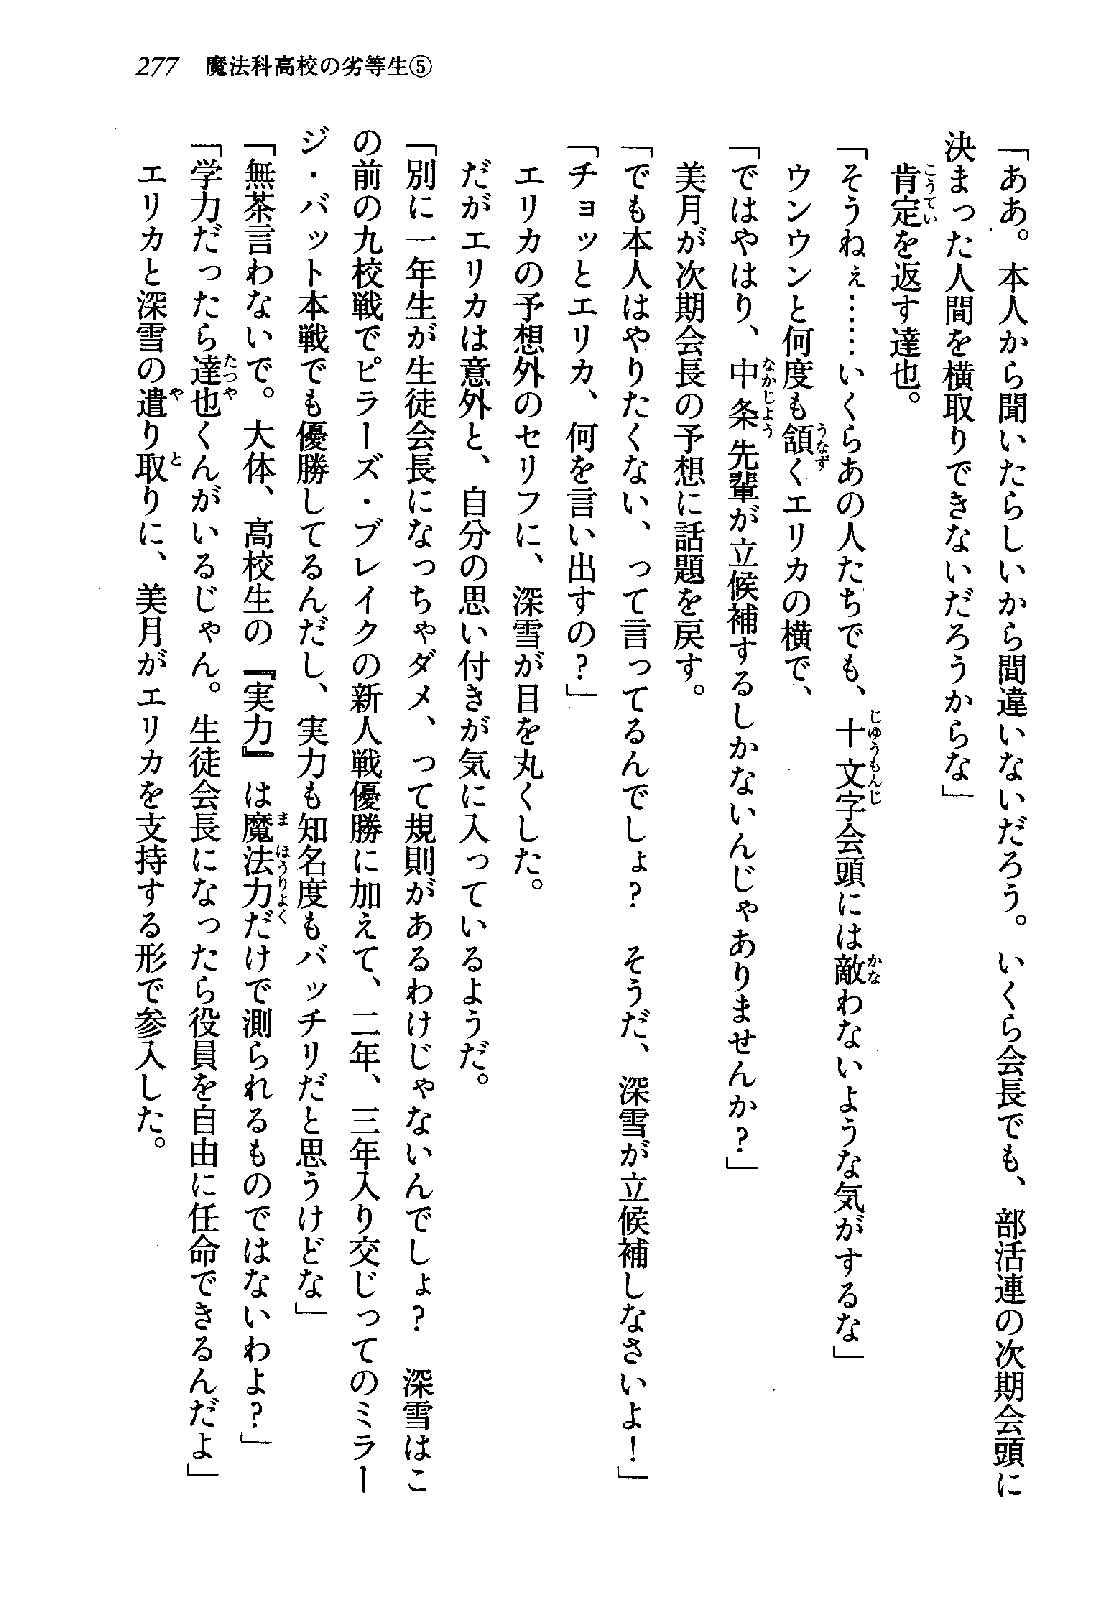 277 魔法科高校の劣等生⑤
「ああ。本人から聞いたらしいから間違いないだろう。いくら会長でも、部活連の次期会頭に
決まった人間を横取りできないだろうからな」
肯定を返す達也。
「そうねぇ……いくらあの人たちでも、十文字会頭には敵わないような気がするな」
ウンウンと何度も頷くエリカの横で、
「ではやはり、中条先輩が立候補するしかないんじゃありませんか？」
美月が次期会長の予想に話題を戻す。
「でも本人はやりたくない、って言ってるんでしょ？　そうだ、深雪が立候補しなさいよ！」
「チョッとエリカ、何を言い出すの？」
エリカの予想外のセリフに、深雪が目を丸くした。
だがエリカは意外と、自分の思い付きが気に入っているようだ。
「別に一年生が生徒会長になっちゃダメ、って規則があるわけじゃないんでしょ？　深雪はこ
の前の九校戦でピラーズ・ブレイクの新人戦優勝に加えて、二年、三年入り交じってのミラー
ジ・バット本戦でも優勝してるんだし、実力も知名度もバッチリだと思うけどな」
「無茶言わないで。大体、高校生の『実力』は魔法力だけで測られるものではないわよ？」
「学力だったら達也くんがいるじゃん。生徒会長になったら役員を自由に任命できるんだよ」
エリカと深雪の遣り取りに、美月がエリカを支持する形で参入した。